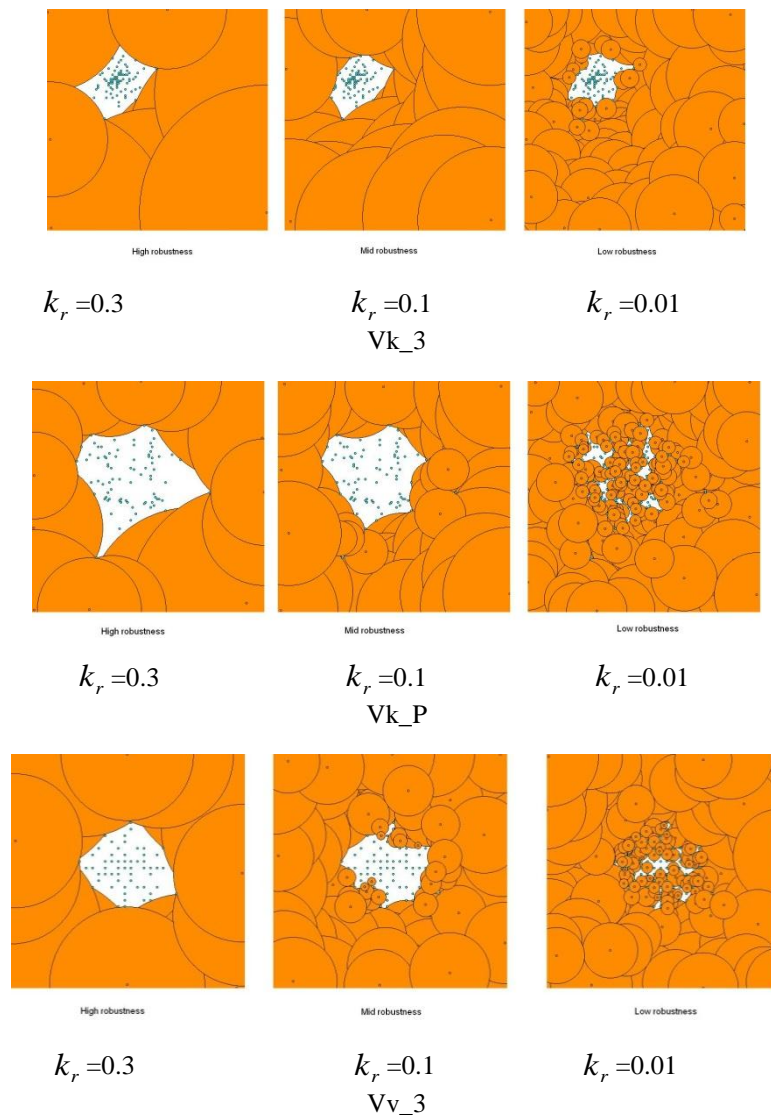 High robustness Mid robustness Low robustness
k_r =0.3 k_r =0.1 k_r =0.01
Vk_3
High robustness Mid robustness Low robustness
k_r =0.3 k_r =0.1 k_r =0.01
Vk_P
High robustness Mid robustness Low robustness
k_r =0.3 k_r =0.1 k_r =0.01
Vv_3